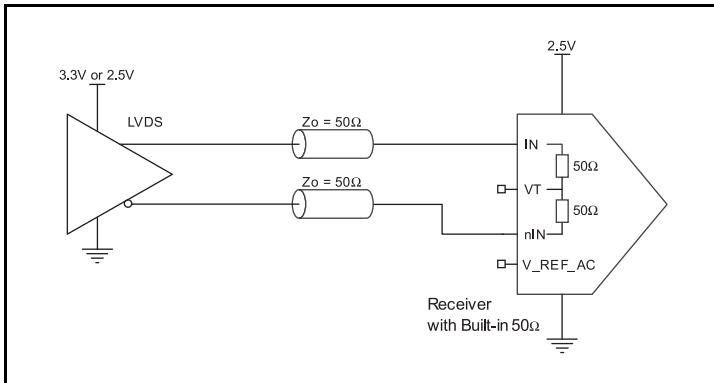 2.5V
3.3V or 2.5V
LVDS
Zo = 50Ω
IN
50Ω
VT
Zo = 50Ω
50Ω
nIN
V_REF_AC
Receiver
with Built-in 50Ω